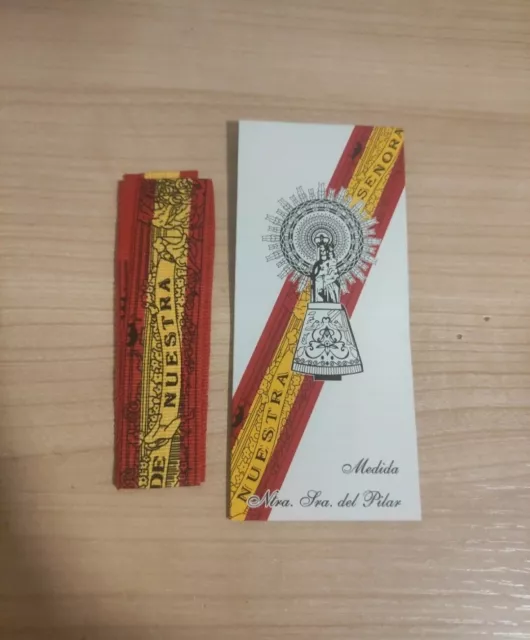 DE NUESTRA
NUESTRA SEÑORA
Medida
Ntra. Sra. del Pilar